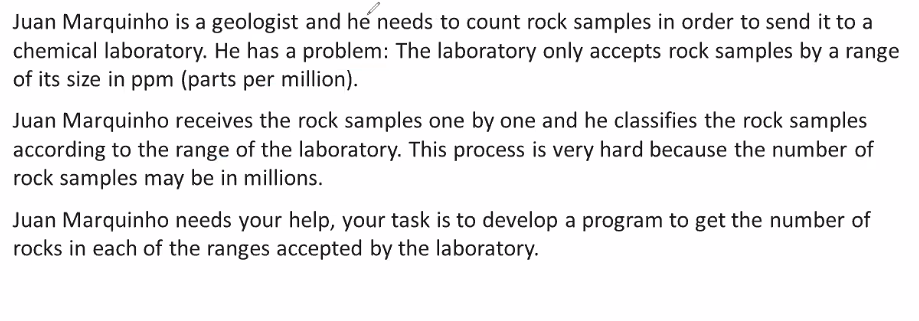 Juan Marquinho is a geologist and he needs to count rock samples in order to send it to a
chemical laboratory. He has a problem: The laboratory only accepts rock samples by a range
of its size in ppm (parts per million).
Juan Marquinho receives the rock samples one by one and he classifies the rock samples
according to the range of the laboratory. This process is very hard because the number of
rock samples may be in millions.
Juan Marquinho needs your help, your task is to develop a program to get the number of
rocks in each of the ranges accepted by the laboratory.